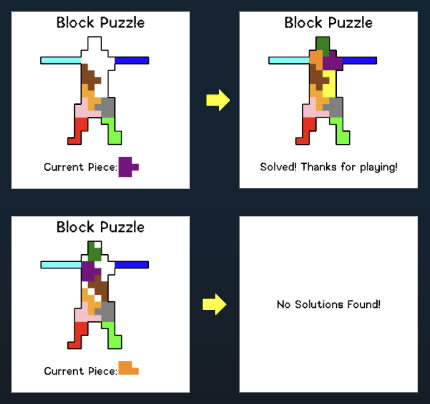 Block Puzzle
Current Piece:
Block Puzzle
Solved! Thanks for playing!
Block Puzzle
Current Piece:
No Solutions Found!